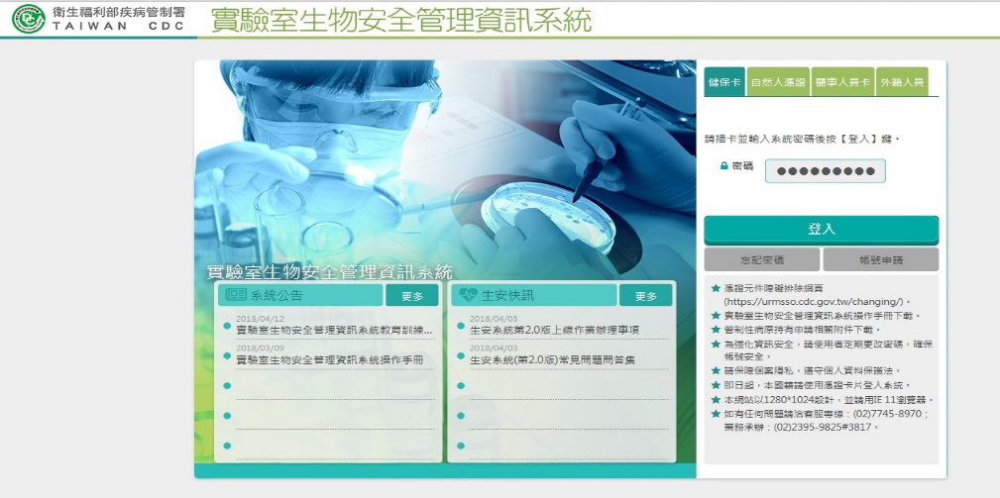 衛生福利部疾病管制署
TAIWAN CDC
實驗室生物安全管理資訊系統
健保卡 自然人憑證 醫事人員卡 外籍人員
請插卡並輸入系統密碼後按【登入】鍵。
密碼
登入
忘記密碼 帳號申請
實驗室生物安全管理資訊系統
系統公告 更多
2018/04/12
實驗室生物安全管理資訊系統教育訓練...
2018/03/09
實驗室生物安全管理資訊系統操作手冊
生安快訊 更多
2018/04/03
生安系統第2.0版上線作業辦理事項
2018/04/03
生安系統(第2.0版)常見問題問答集
★ 憑證元件障礙排除網頁
(https://urmsso.cdc.gov.tw/changing/)。
★ 實驗室生物安全管理資訊系統操作手冊下載。
★ 管制性病原持有申請相關附件下載。
★ 為強化資訊安全，請使用者定期更改密碼，確保
帳號安全。
★ 請保障個案隱私，遵守個人資料保護法。
★ 即日起，本國籍請使用憑證卡片登入系統。
★ 本網站以1280*1024設計，並請用IE 11瀏覽器。
★ 如有任何問題請洽客服專線：(02)7745-8970；
業務承辦：(02)2395-9825#3817。